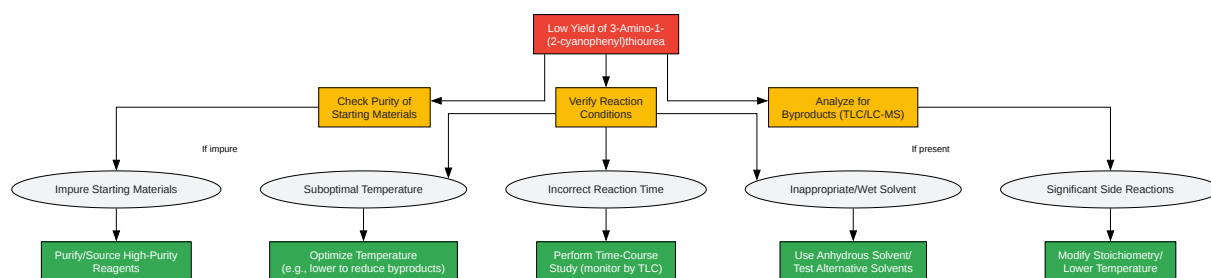 Low Yield of 3-Amino-1-
(2-cyanophenyl)thiourea
Check Purity of
Starting Materials
Verify Reaction
Conditions
Analyze for
Byproducts (TLC/LC-MS)
If impure
If present
Impure Starting Materials
Suboptimal Temperature
Incorrect Reaction Time
Inappropriate/Wet Solvent
Significant Side Reactions
Purify/Source High-Purity
Reagents
Optimize Temperature
(e.g., lower to reduce byproducts)
Perform Time-Course
Study (monitor by TLC)
Use Anhydrous Solvent/
Test Alternative Solvents
Modify Stoichiometry/
Lower Temperature